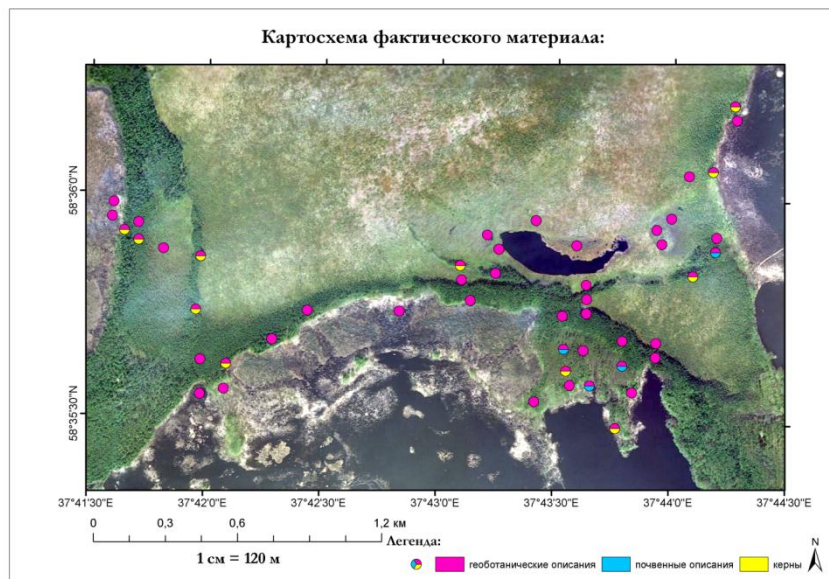 Картосхема фактического материала:
58°36'0"N
58°35'30"N
37°41'30"E 37°42'0"E 37°42'30"E 37°43'0"E 37°43'30"E 37°44'0"E 37°44'30"E
0 0,3 0,6 1,2 км
1 см = 120 м
Легенда:
N
геоботанические описания почвенные описания керны